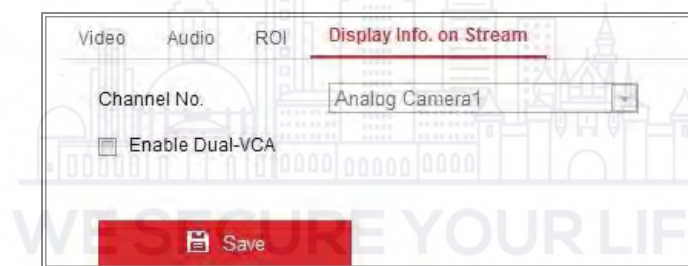 Video Audio ROI Display Info. on Stream
Channel No. Analog Camera1
Enable Dual-VCA
Save
WE SECURE YOUR LIF